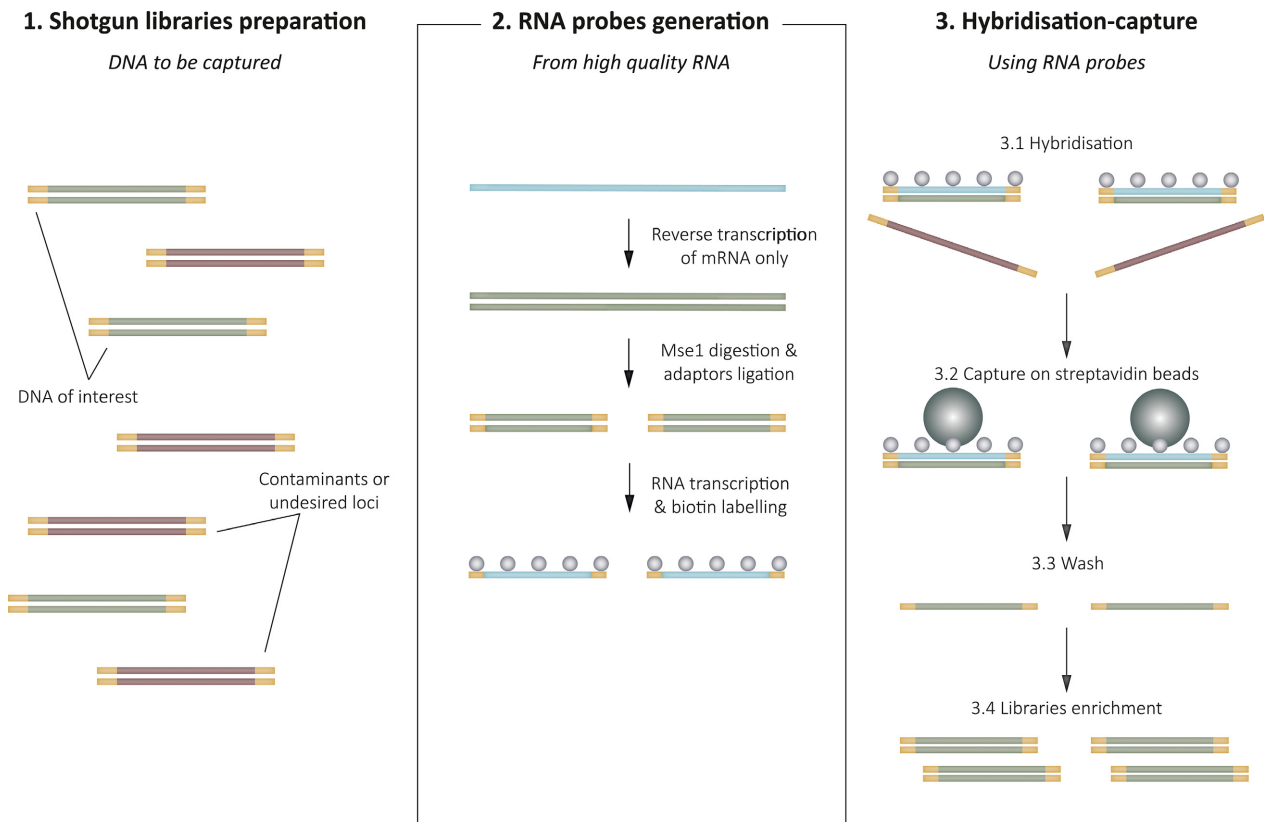 1. Shotgun libraries preparation
DNA to be captured
DNA of interest
Contaminants or
undesired loci
2. RNA probes generation
From high quality RNA
Reverse transcription
of mRNA only
Mse1 digestion &
adaptors ligation
RNA transcription
& biotin labelling
3. Hybridisation-capture
Using RNA probes
3.1 Hybridisation
3.2 Capture on streptavidin beads
3.3 Wash
3.4 Libraries enrichment